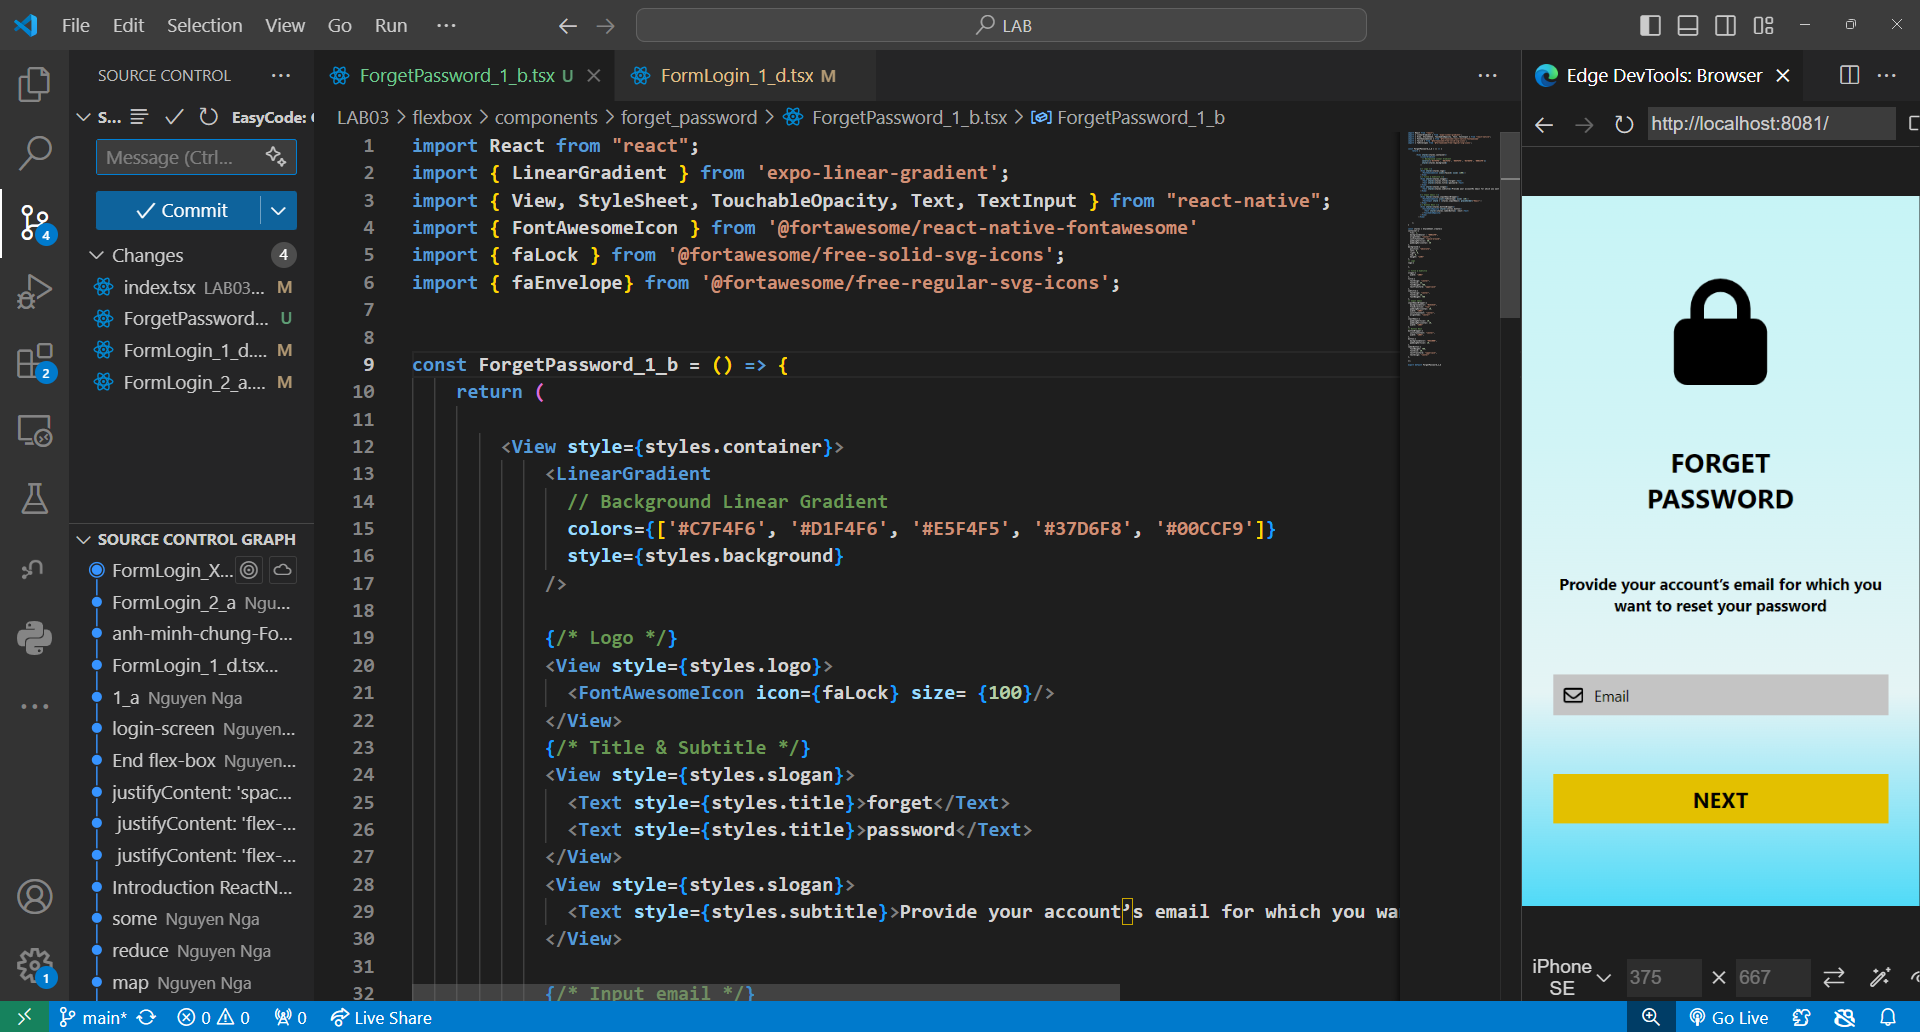 File Edit Selection View Go Run ···
LAB
SOURCE CONTROL ···
S... EasyCode:
Message (Ctrl...
Commit
Changes 4
index.tsx LAB03... M
ForgetPassword... U
FormLogin_1_d.... M
FormLogin_2_a.... M
4
2
SOURCE CONTROL GRAPH
FormLogin_X...
FormLogin_2_a Ngu...
anh-minh-chung-Fo...
FormLogin_1_d.tsx...
1_a Nguyen Nga
login-screen Nguyen...
End flex-box Nguyen...
justifyContent: 'spac...
justifyContent: 'flex-...
justifyContent: 'flex-...
Introduction ReactN...
some Nguyen Nga
reduce Nguyen Nga
map Nguyen Nga
1
ForgetPassword_1_b.tsx U
FormLogin_1_d.tsx M
LAB03 > flexbox > components > forget_password > ForgetPassword_1_b.tsx > ForgetPassword_1_b
1 import React from "react";
2 import { LinearGradient } from 'expo-linear-gradient';
3 import { View, StyleSheet, TouchableOpacity, Text, TextInput } from "react-native";
4 import { FontAwesomeIcon } from '@fortawesome/react-native-fontawesome'
5 import { faLock } from '@fortawesome/free-solid-svg-icons';
6 import { faEnvelope} from '@fortawesome/free-regular-svg-icons';
7
8
9 const ForgetPassword_1_b = () => {
10 return (
11
12 <View style={styles.container}>
13 <LinearGradient
14 // Background Linear Gradient
15 colors={['#C7F4F6', '#D1F4F6', '#E5F4F5', '#37D6F8', '#00CCF9']}
16 style={styles.background}
17 />
18
19 {/* Logo */}
20 <View style={styles.logo}>
21 <FontAwesomeIcon icon={faLock} size= {100}/>
22 </View>
23 {/* Title & Subtitle */}
24 <View style={styles.slogan}>
25 <Text style={styles.title}>forget</Text>
26 <Text style={styles.title}>password</Text>
27 </View>
28 <View style={styles.slogan}>
29 <Text style={styles.subtitle}>Provide your account’s email for which you wa
30 </View>
31
32 {/* Input email */}
Edge DevTools: Browser
http://localhost:8081/
FORGET
PASSWORD
Provide your account’s email for which you
want to reset your password
Email
NEXT
iPhone SE 375 × 667
main* 0 0 0 Live Share
Go Live